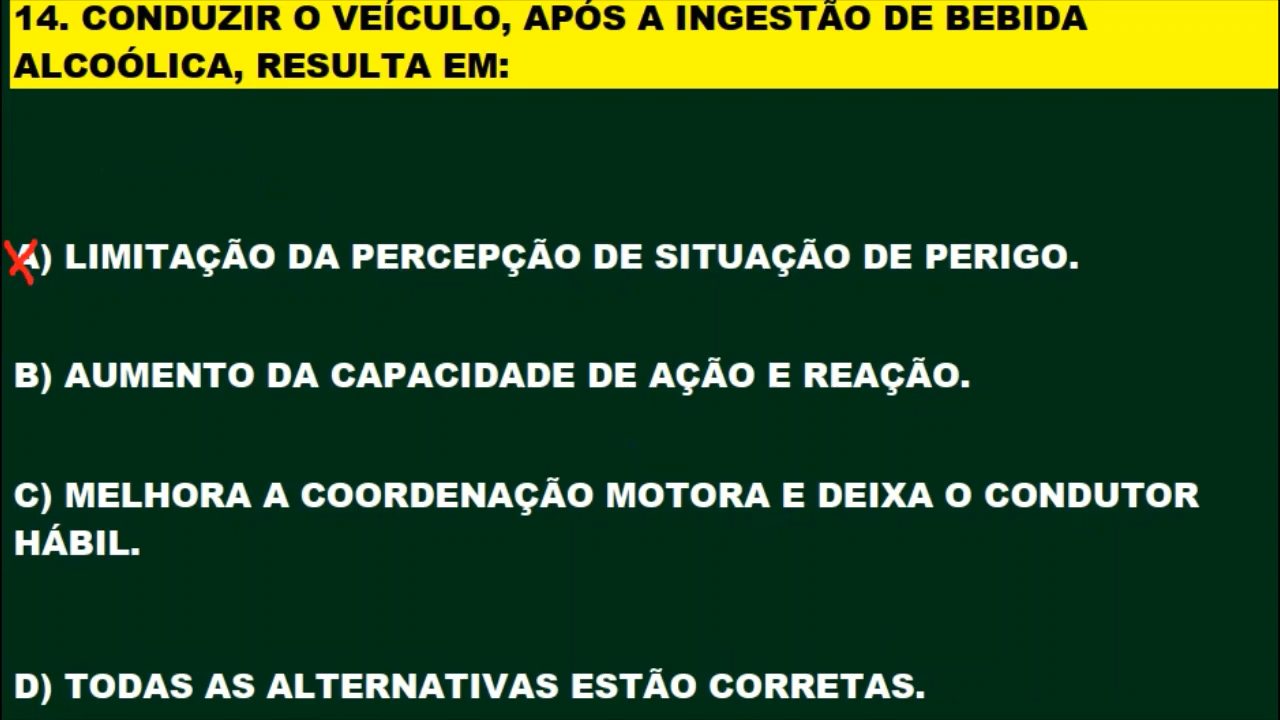 14. CONDUZIR O VEÍCULO, APÓS A INGESTÃO DE BEBIDA
ALCOÓLICA, RESULTA EM:
A) LIMITAÇÃO DA PERCEPÇÃO DE SITUAÇÃO DE PERIGO.
B) AUMENTO DA CAPACIDADE DE AÇÃO E REAÇÃO.
C) MELHORA A COORDENAÇÃO MOTORA E DEIXA O CONDUTOR
HÁBIL.
D) TODAS AS ALTERNATIVAS ESTÃO CORRETAS.